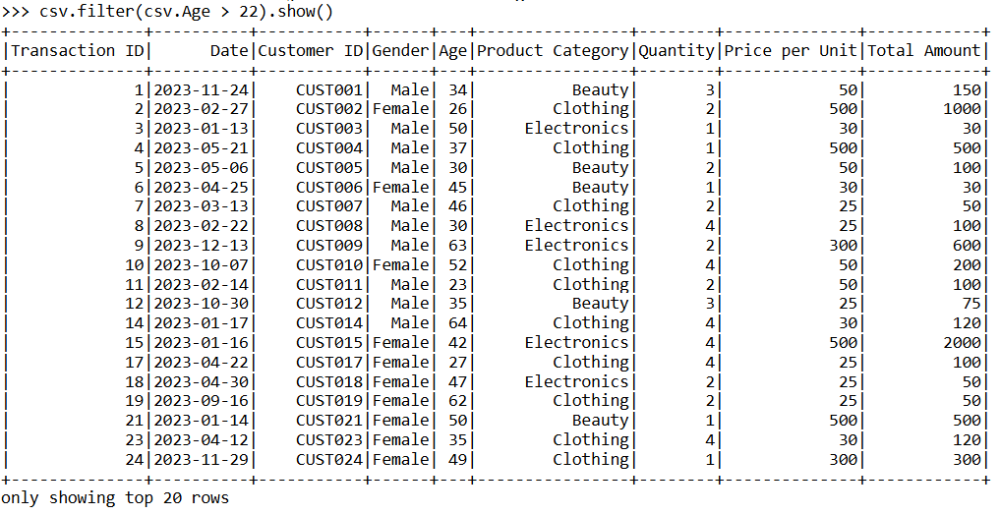 >>> csv.filter(csv.Age > 22).show()
+--------------+----------+-----------+------+---+----------------+--------+--------------+------------+
|Transaction ID|      Date|Customer ID|Gender|Age|Product Category|Quantity|Price per Unit|Total Amount|
+--------------+----------+-----------+------+---+----------------+--------+--------------+------------+
|             1|2023-11-24|    CUST001|  Male| 34|          Beauty|       3|            50|         150|
|             2|2023-02-27|    CUST002|Female| 26|        Clothing|       2|           500|        1000|
|             3|2023-01-13|    CUST003|  Male| 50|     Electronics|       1|            30|          30|
|             4|2023-05-21|    CUST004|  Male| 37|        Clothing|       1|           500|         500|
|             5|2023-05-06|    CUST005|  Male| 30|          Beauty|       2|            50|         100|
|             6|2023-04-25|    CUST006|Female| 45|          Beauty|       1|            30|          30|
|             7|2023-03-13|    CUST007|  Male| 46|        Clothing|       2|            25|          50|
|             8|2023-02-22|    CUST008|  Male| 30|     Electronics|       4|            25|         100|
|             9|2023-12-13|    CUST009|  Male| 63|     Electronics|       2|           300|         600|
|            10|2023-10-07|    CUST010|Female| 52|        Clothing|       4|            50|         200|
|            11|2023-02-14|    CUST011|  Male| 23|        Clothing|       2|            50|         100|
|            12|2023-10-30|    CUST012|  Male| 35|          Beauty|       3|            25|          75|
|            14|2023-01-17|    CUST014|  Male| 64|        Clothing|       4|            30|         120|
|            15|2023-01-16|    CUST015|Female| 42|     Electronics|       4|           500|        2000|
|            17|2023-04-22|    CUST017|Female| 27|        Clothing|       4|            25|         100|
|            18|2023-04-30|    CUST018|Female| 47|     Electronics|       2|            25|          50|
|            19|2023-09-16|    CUST019|Female| 62|        Clothing|       2|            25|          50|
|            21|2023-01-14|    CUST021|Female| 50|          Beauty|       1|           500|         500|
|            23|2023-04-12|    CUST023|Female| 35|        Clothing|       4|            30|         120|
|            24|2023-11-29|    CUST024|Female| 49|        Clothing|       1|           300|         300|
+--------------+----------+-----------+------+---+----------------+--------+--------------+------------+
only showing top 20 rows